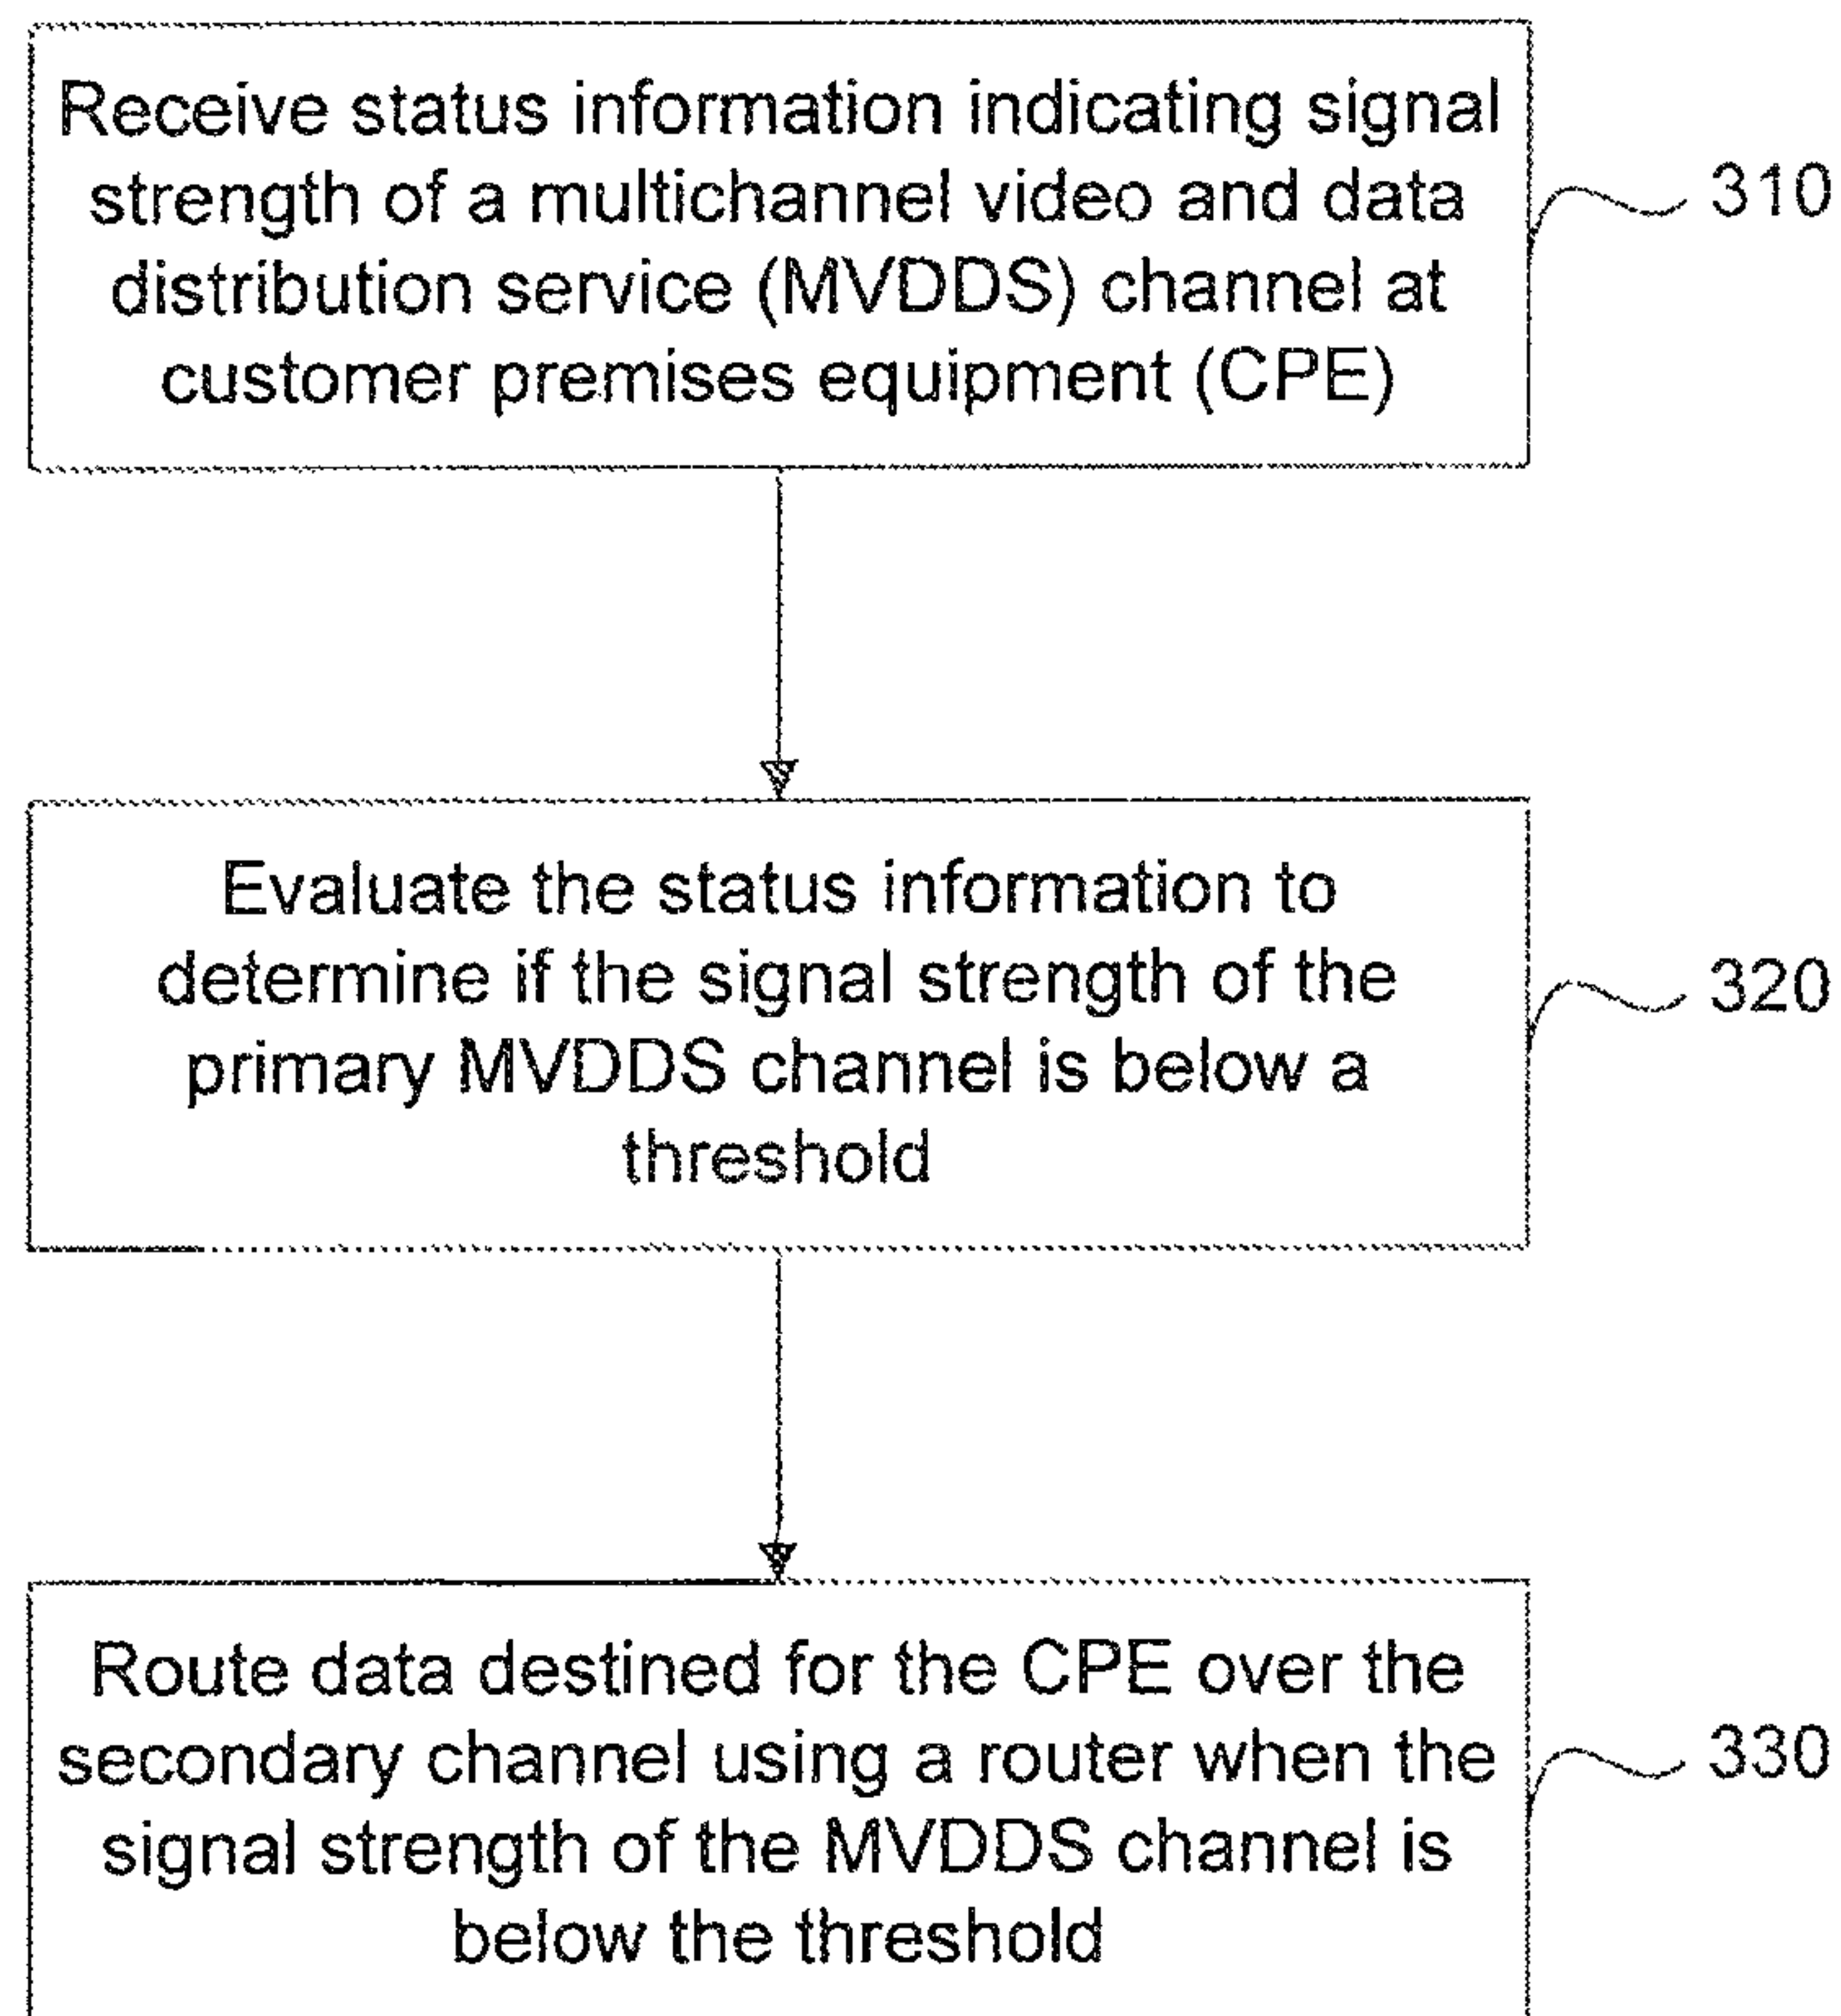 Receive status information indicating signal
strength of a multichannel video and data
distribution service (MVDDS) channel at
customer premises equipment (CPE)
310
Evaluate the status information to
determine if the signal strength of the
primary MVDDS channel is below a
threshold
320
Route data destined for the CPE over the
secondary channel using a router when the
signal strength of the MVDDS channel is
below the threshold
330